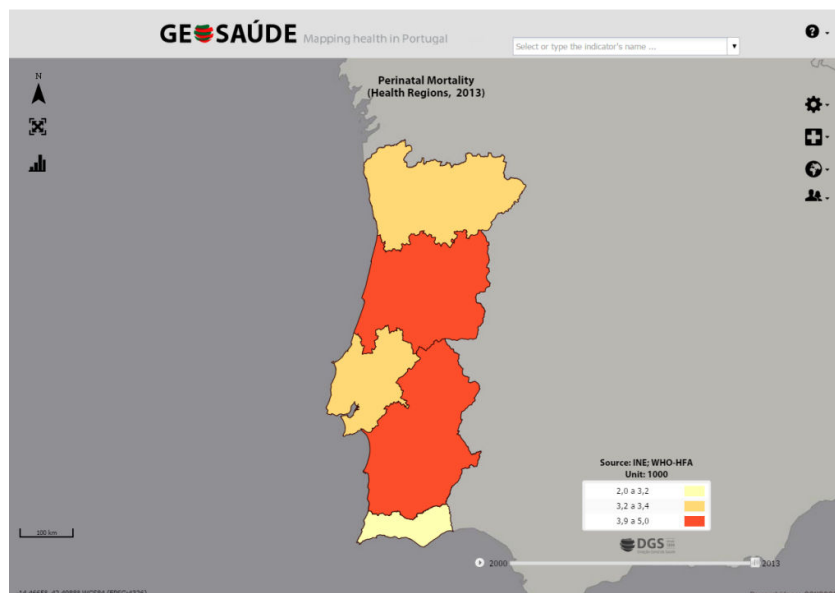 GEOSAÚDE Mapping health in Portugal
Select or type the indicator's name ...
?
N
Perinatal Mortality
(Health Regions, 2013)
Source: INE; WHO-HFA
Unit: 1000
2,0 a 3,2
3,2 a 3,4
3,9 a 5,0
DGS
100 km
2000
2013